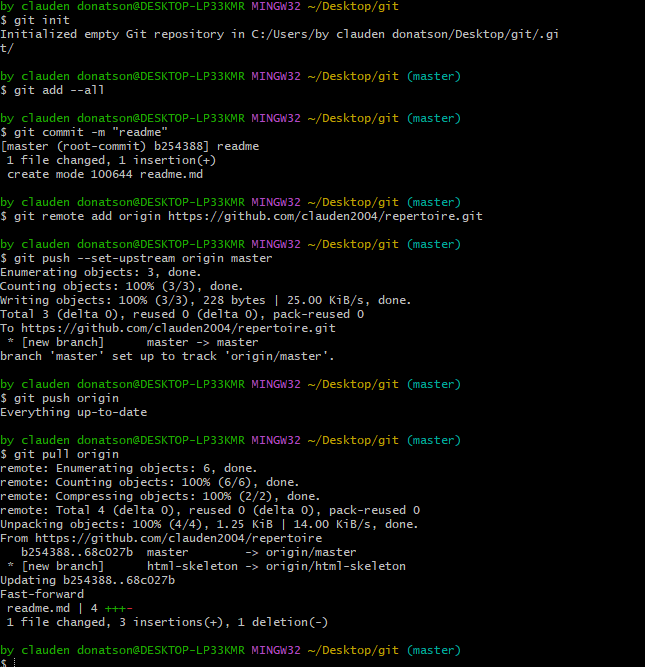 by clauden donatson@DESKTOP-LP33KMR MINGW32 ~/Desktop/git
$ git init
Initialized empty Git repository in C:/Users/by clauden donatson/Desktop/git/.gi
t/
by clauden donatson@DESKTOP-LP33KMR MINGW32 ~/Desktop/git (master)
$ git add --all
by clauden donatson@DESKTOP-LP33KMR MINGW32 ~/Desktop/git (master)
$ git commit -m "readme"
[master (root-commit) b254388] readme
 1 file changed, 1 insertion(+)
 create mode 100644 readme.md
by clauden donatson@DESKTOP-LP33KMR MINGW32 ~/Desktop/git (master)
$ git remote add origin https://github.com/clauden2004/repertoire.git
by clauden donatson@DESKTOP-LP33KMR MINGW32 ~/Desktop/git (master)
$ git push --set-upstream origin master
Enumerating objects: 3, done.
Counting objects: 100% (3/3), done.
Writing objects: 100% (3/3), 228 bytes | 25.00 KiB/s, done.
Total 3 (delta 0), reused 0 (delta 0), pack-reused 0
To https://github.com/clauden2004/repertoire.git
 * [new branch]      master -> master
branch 'master' set up to track 'origin/master'.
by clauden donatson@DESKTOP-LP33KMR MINGW32 ~/Desktop/git (master)
$ git push origin
Everything up-to-date
by clauden donatson@DESKTOP-LP33KMR MINGW32 ~/Desktop/git (master)
$ git pull origin
remote: Enumerating objects: 6, done.
remote: Counting objects: 100% (6/6), done.
remote: Compressing objects: 100% (2/2), done.
remote: Total 4 (delta 0), reused 0 (delta 0), pack-reused 0
Unpacking objects: 100% (4/4), 1.25 KiB | 14.00 KiB/s, done.
From https://github.com/clauden2004/repertoire
   b254388..68c027b  master        -> origin/master
 * [new branch]      html-skeleton -> origin/html-skeleton
Updating b254388..68c027b
Fast-forward
 readme.md | 4 +++-
 1 file changed, 3 insertions(+), 1 deletion(-)
by clauden donatson@DESKTOP-LP33KMR MINGW32 ~/Desktop/git (master)
$